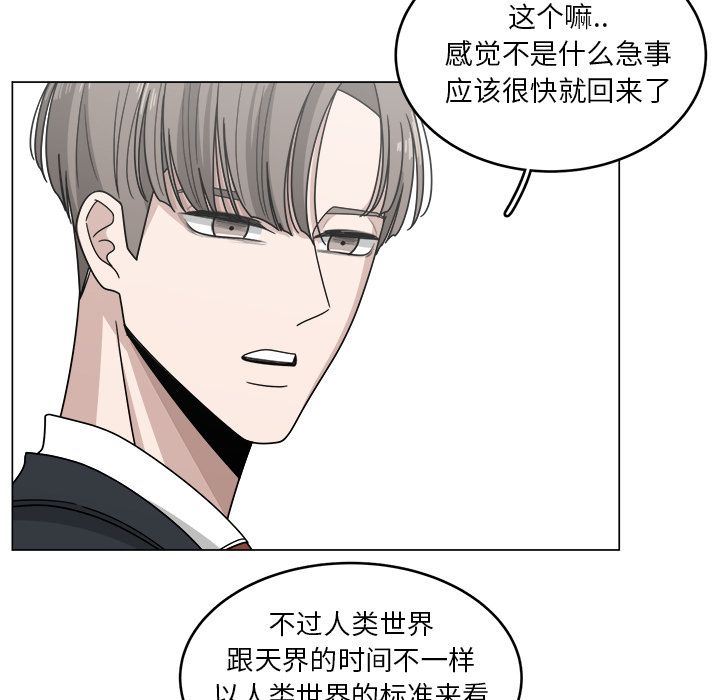 这个嘛..
感觉不是什么急事
应该很快就回来了
不过人类世界
跟天界的时间不一样
以人类世界的标准来看